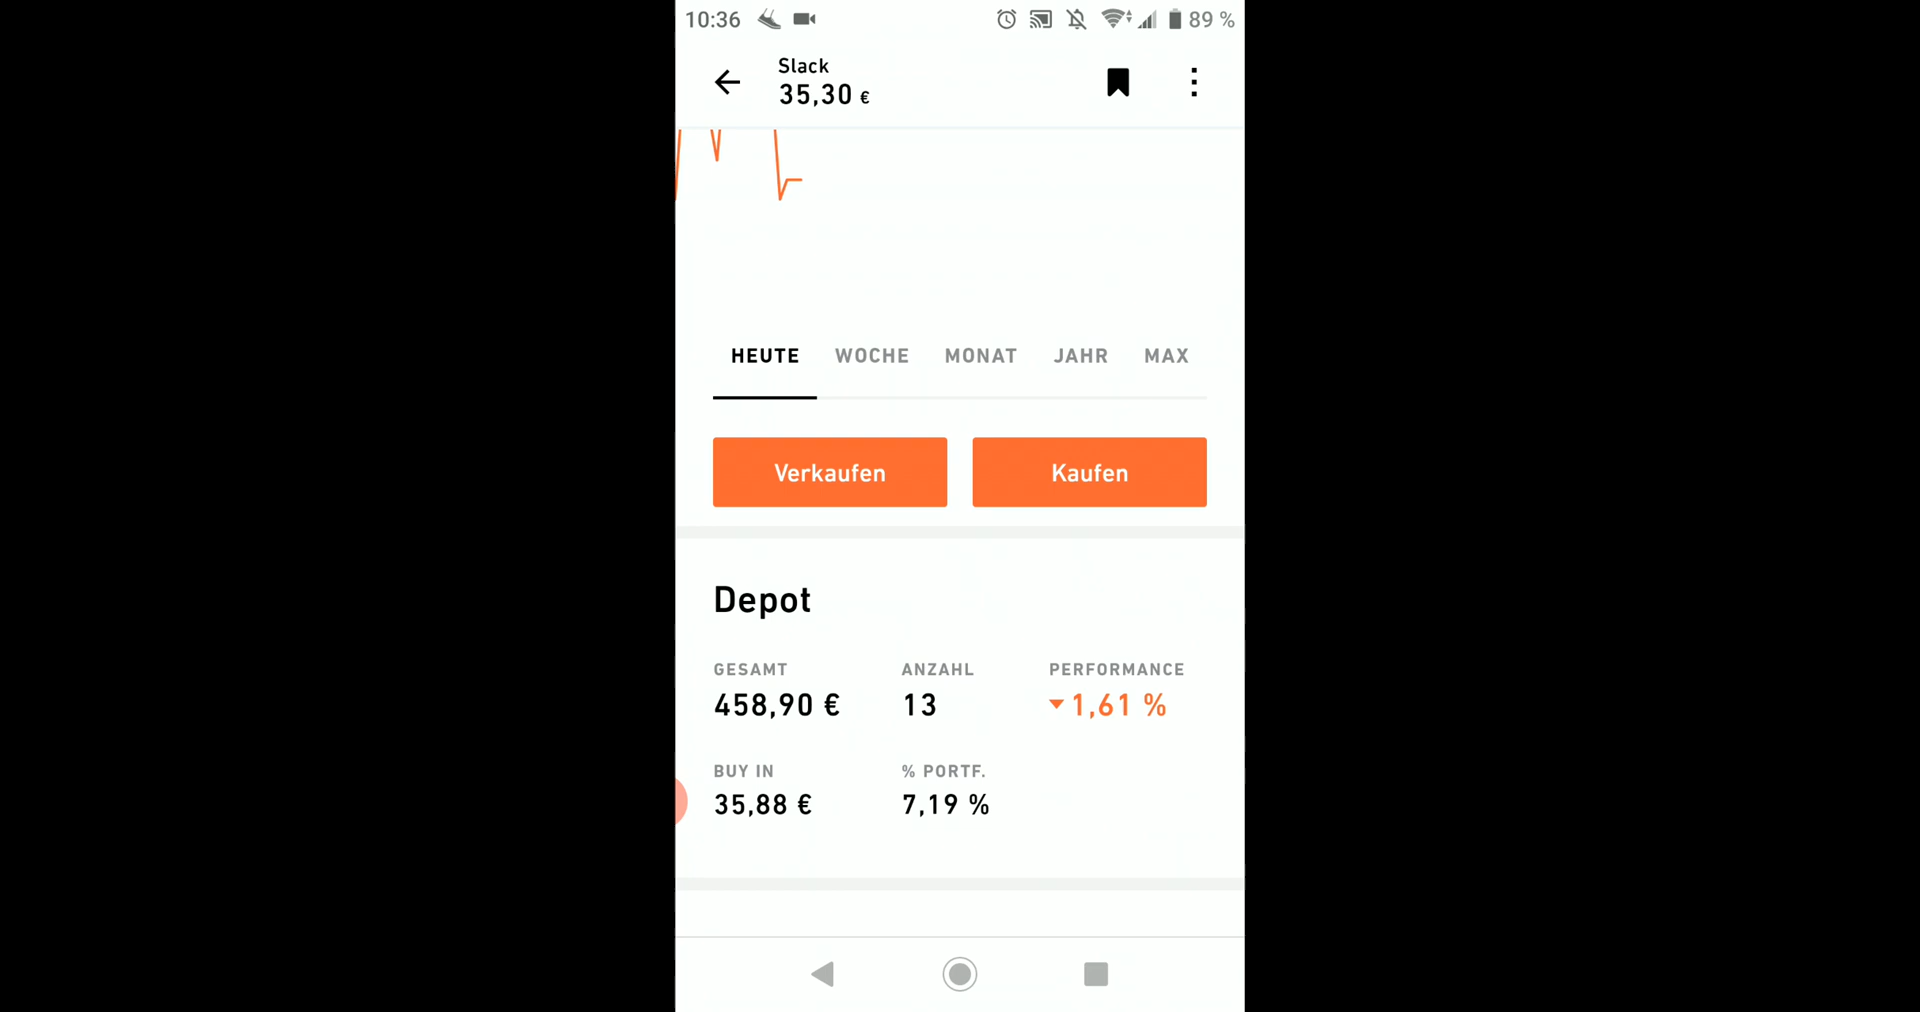 10:36 89 %
Slack
35,30 €
HEUTE WOCHE MONAT JAHR MAX
Verkaufen Kaufen
Depot
GESAMT ANZAHL PERFORMANCE
458,90 € 13 1,61 %
BUY IN % PORTF.
35,88 € 7,19 %